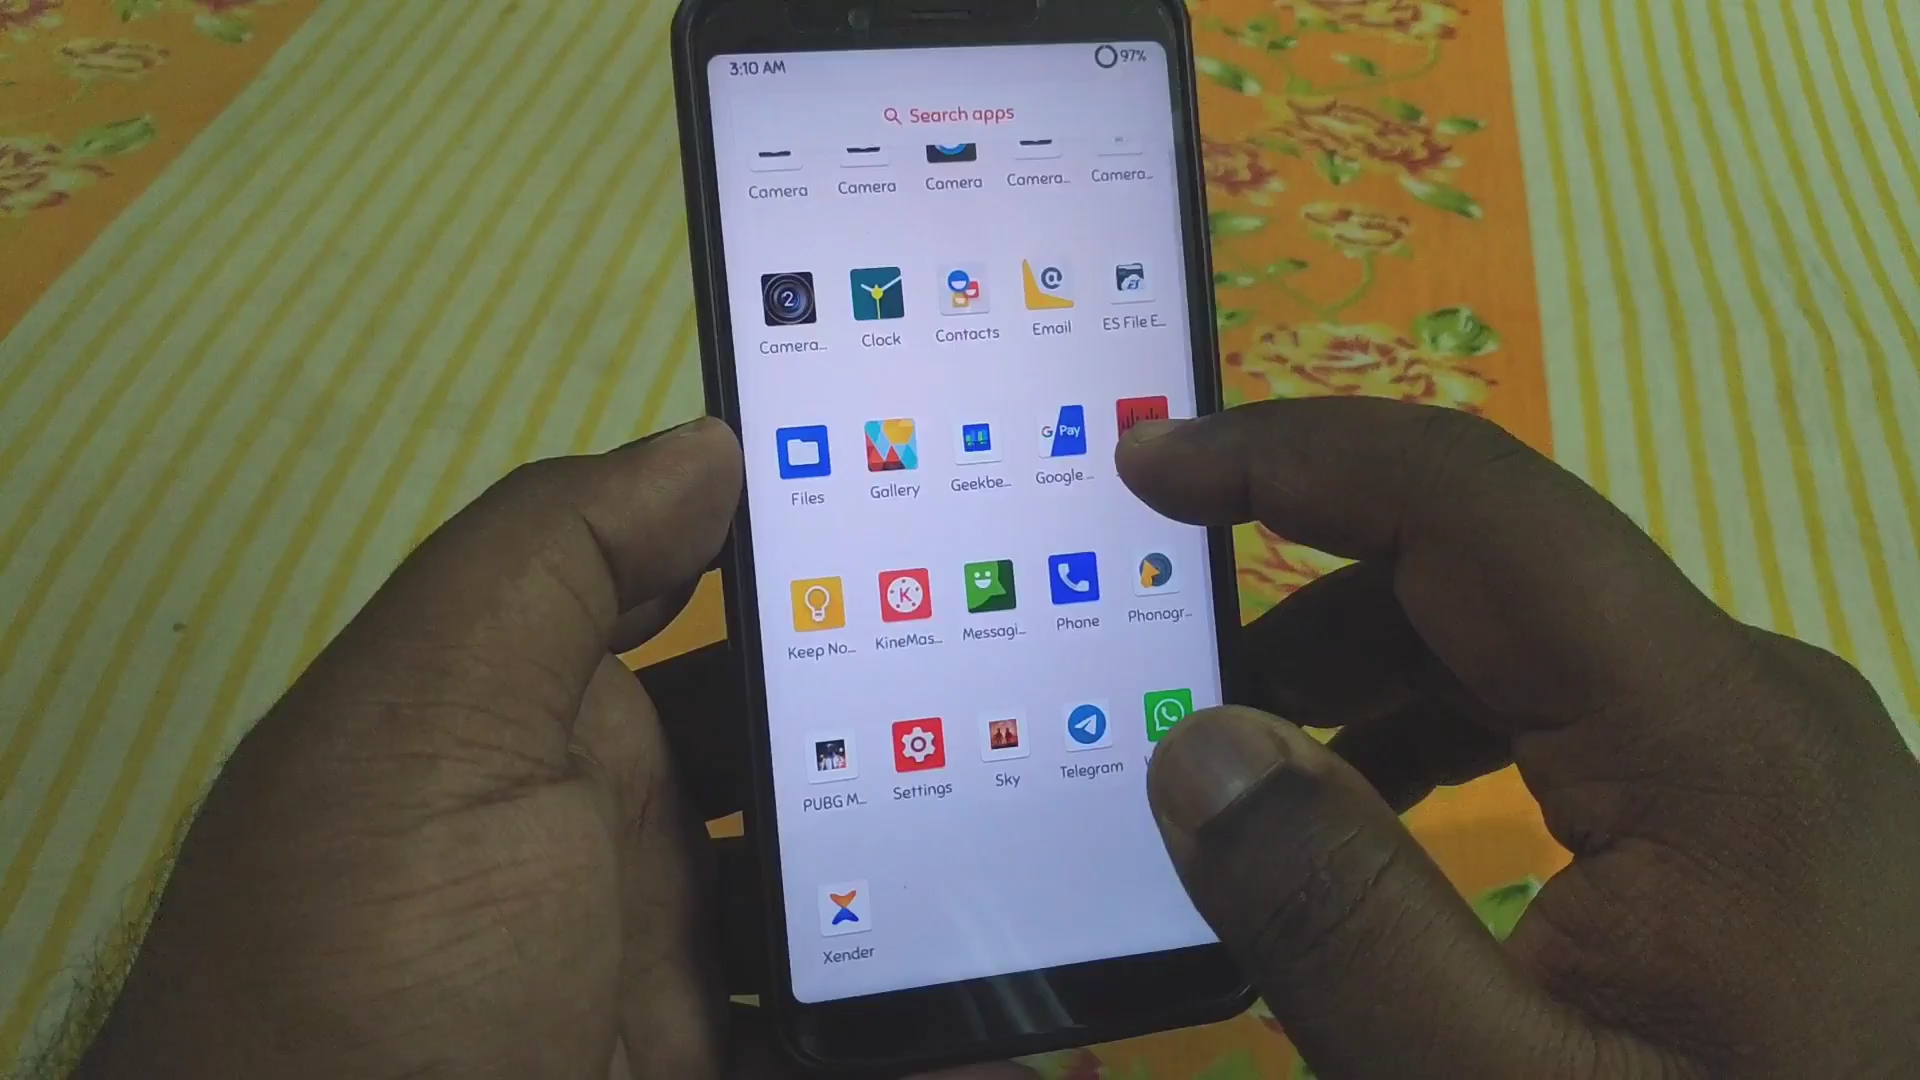 3:10 AM
97%
Search apps
Camera Camera Camera Camera... Camera...
2
Camera... Clock Contacts Email ES File E...
G Pay
Files Gallery Geekbe... Google ...
K
Keep No... KineMas... Messagi... Phone Phonogr...
PUBG M... Settings Sky Telegram
Xender